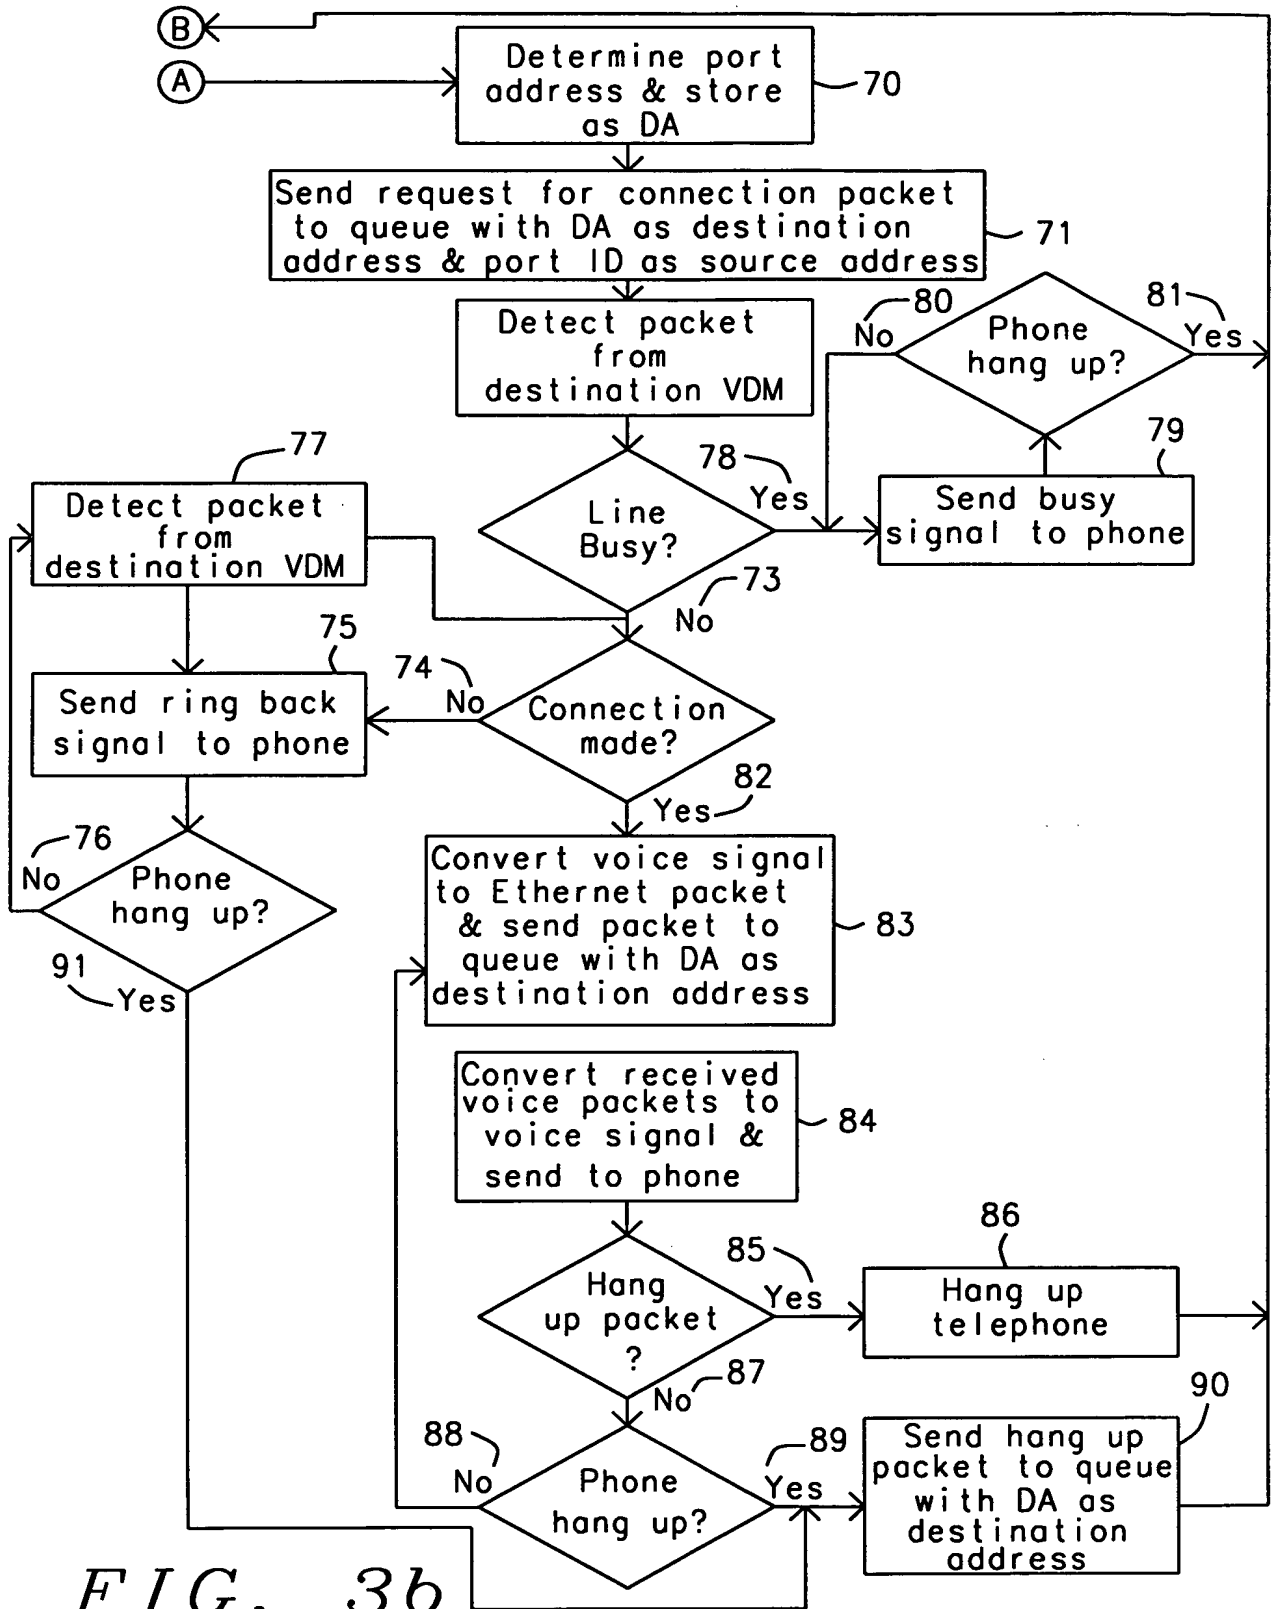 B
A
Determine port
address & store
as DA
70
Send request for connection packet
to queue with DA as destination
address & port ID as source address
71
Detect packet
from
destination VDM
80
No
Phone
hang up?
81
Yes
77
Detect packet
from
destination VDM
Line
Busy?
78
Yes
79
Send busy
signal to phone
73
No
75
Send ring back
signal to phone
74
No
Connection
made?
82
Yes
76
No
Phone
hang up?
91
Yes
Convert voice signal
to Ethernet packet
& send packet to
queue with DA as
destination address
83
Convert received
voice packets to
voice signal &
send to phone
84
Hang
up packet
?
85
Yes
86
Hang up
telephone
87
No
88
No
Phone
hang up?
89
Yes
90
Send hang up
packet to queue
with DA as
destination
address
FIG. 3b